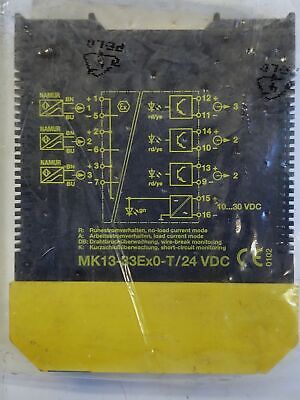 NAMUR
BN
BU
+ 1
- 5
1
NAMUR
BN
BU
+ 2
- 6
2
NAMUR
BN
BU
+ 3
- 7
3
Ex
rd/ye
12 +
11 -
3
rd/ye
14 +
10 -
2
rd/ye
13 +
9 -
2
gn
15 +
16 -
10...30 VDC
R: Ruhestromverhalten, no-load current mode
A: Arbeitsstromverhalten, load current mode
DB: Drahtbruchüberwachung, wire-break monitoring
K: Kurzschlußüberwachung, short-circuit monitoring
MK13-33Ex0-T/24 VDC
CE
0102